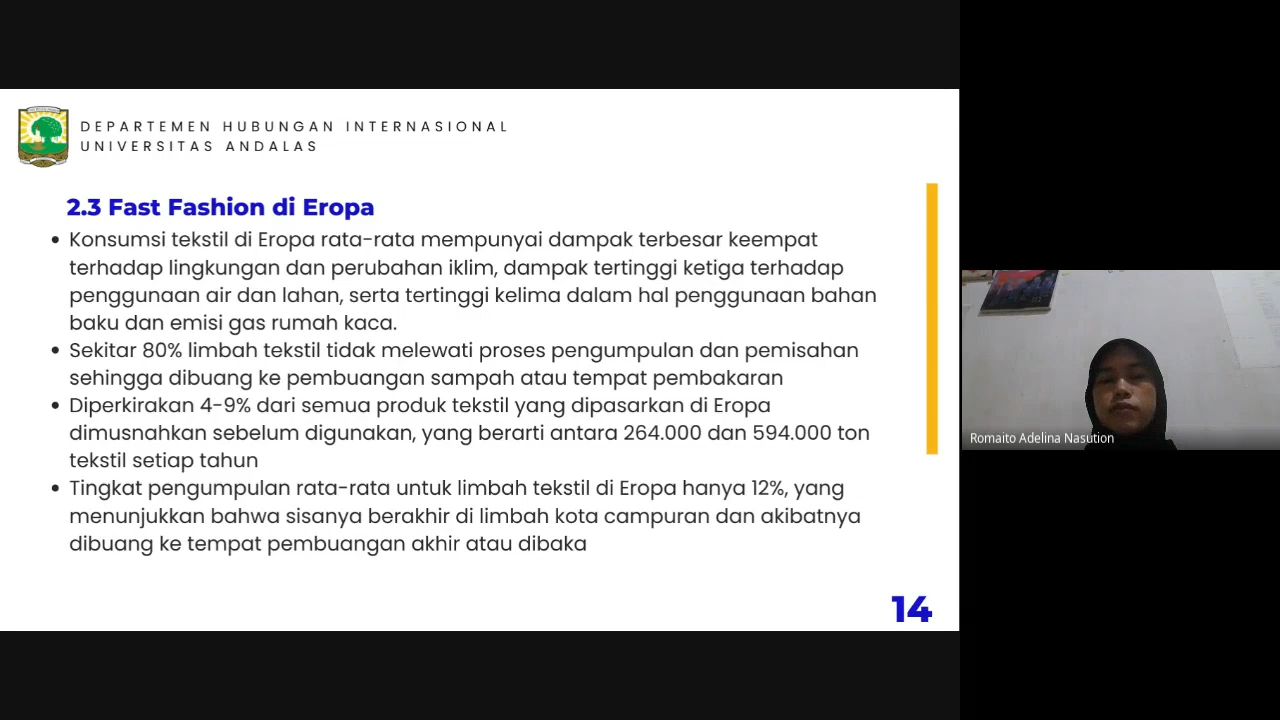 DEPARTEMEN HUBUNGAN INTERNASIONAL
UNIVERSITAS ANDALAS
2.3 Fast Fashion di Eropa
• Konsumsi tekstil di Eropa rata-rata mempunyai dampak terbesar keempat
terhadap lingkungan dan perubahan iklim, dampak tertinggi ketiga terhadap
penggunaan air dan lahan, serta tertinggi kelima dalam hal penggunaan bahan
baku dan emisi gas rumah kaca.
• Sekitar 80% limbah tekstil tidak melewati proses pengumpulan dan pemisahan
sehingga dibuang ke pembuangan sampah atau tempat pembakaran
• Diperkirakan 4-9% dari semua produk tekstil yang dipasarkan di Eropa
dimusnahkan sebelum digunakan, yang berarti antara 264.000 dan 594.000 ton
tekstil setiap tahun
• Tingkat pengumpulan rata-rata untuk limbah tekstil di Eropa hanya 12%, yang
menunjukkan bahwa sisanya berakhir di limbah kota campuran dan akibatnya
dibuang ke tempat pembuangan akhir atau dibaka
14
Romaito Adelina Nasution